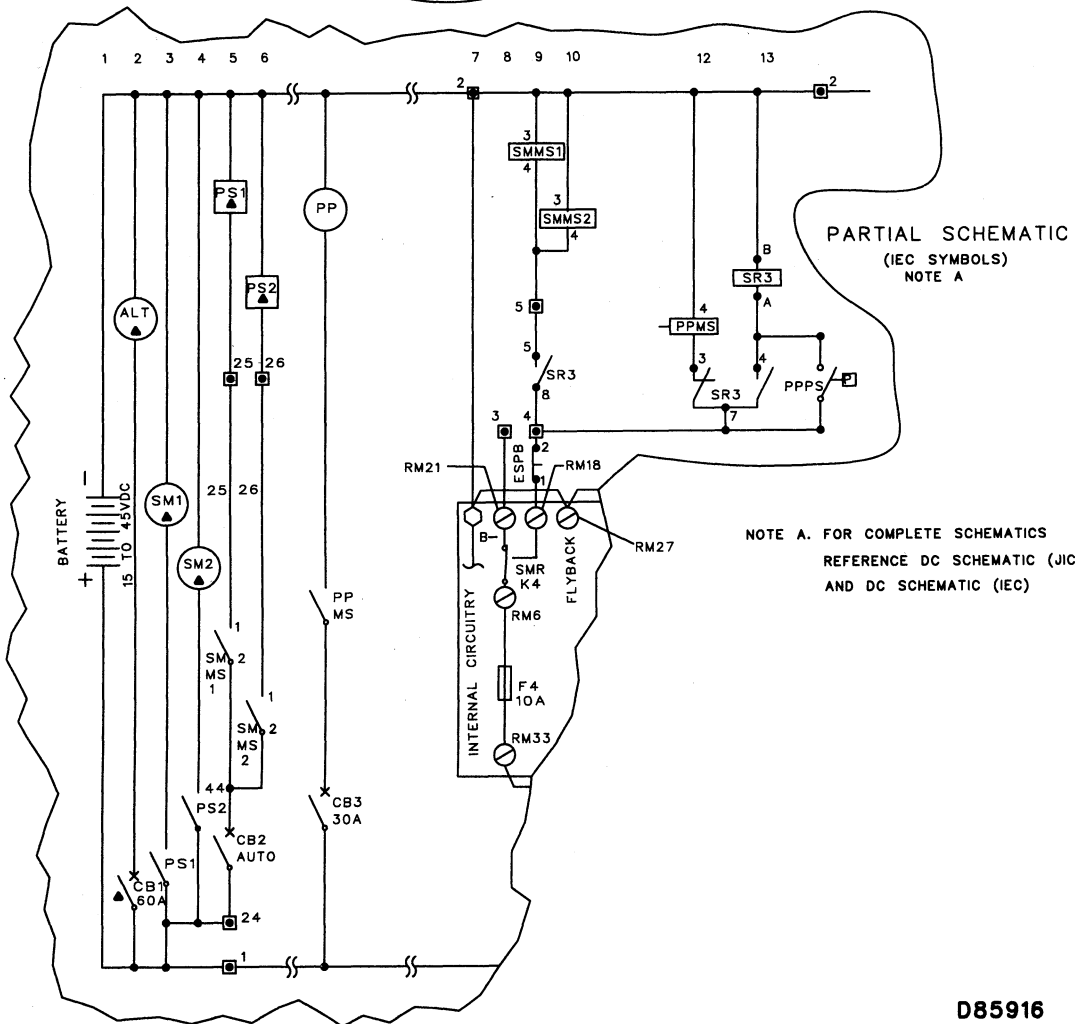 1 2 3 4 5 6 7 8 9 10 12 13
2
2
3
SMMS1
4
PS1
3
SMMS2
4
PP
PARTIAL SCHEMATIC
(IEC SYMBOLS)
NOTE A
B
SR3
A
PS2
ALT
5
4
PPMS
5
3
4
25 26
SR3
8
SR3
PPPS
P
7
3
4
2
ESPB
RM21
RM18
1
-
BATTERY
15 TO 45VDC
+
25 26
SM1
SM2
B-
RM27
NOTE A. FOR COMPLETE SCHEMATICS
REFERENCE DC SCHEMATIC (JIC
AND DC SCHEMATIC (IEC)
SMR
K4
FLYBACK
INTERNAL CIRCUITRY
RM6
PP
MS
1
SM 2
MS
1
F4
10A
1
SM 2
MS
2
RM33
44
PS2
CB3
30A
CB2
AUTO
PS1
CB1
60A
24
1
D85916